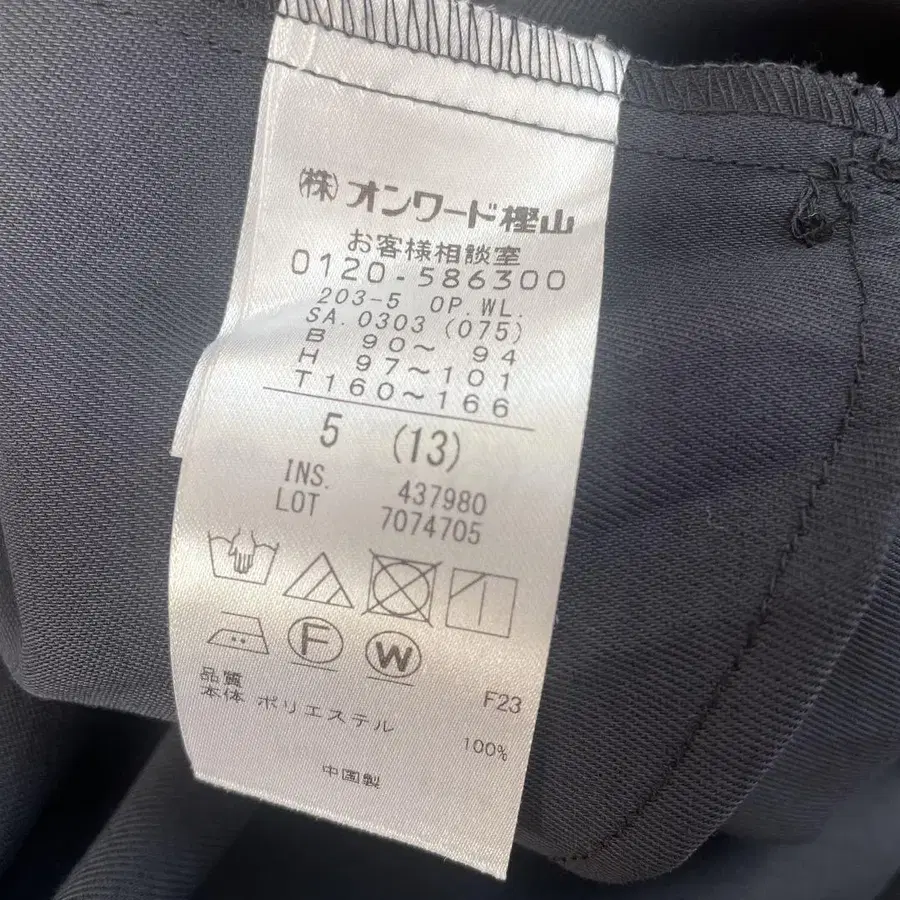 ㈱オンワード樫山
お客様相談室
0120-586300
203-5 OP.WL.
SA.0303 (075)
B 90～ 94
H 97～101
T160～166
5 (13)
INS. 437980
LOT 7074705
F W
品質 F23
本体 ポリエステル 100%
中国製